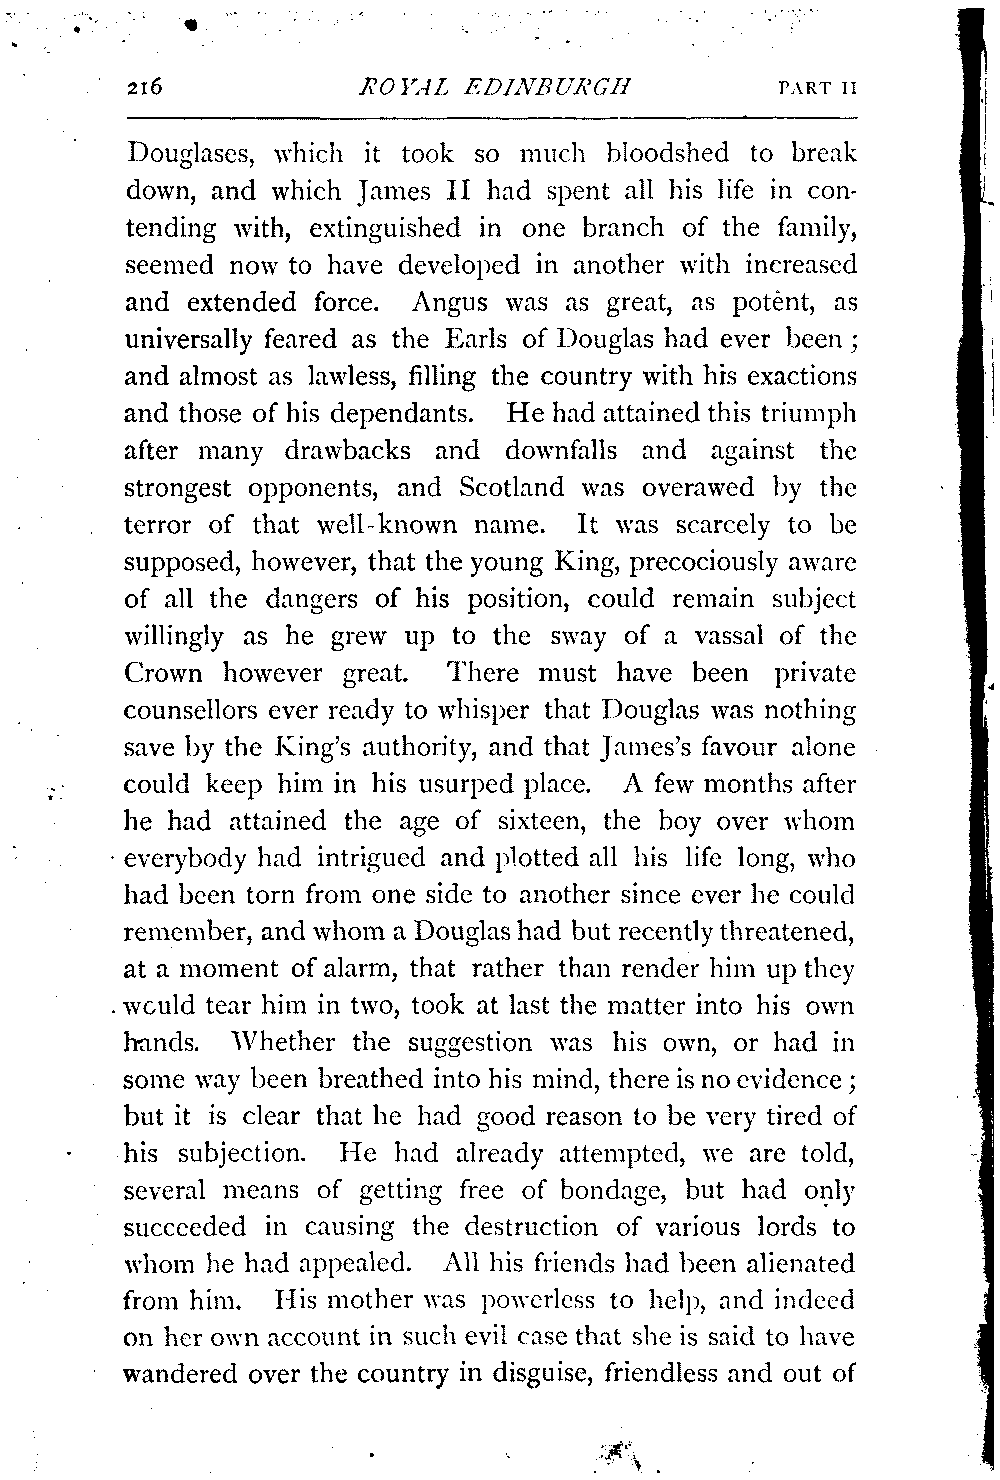 216 ROYAL EDINBURGH PART II
Douglases, which it took so much bloodshed to break
down, and which James II had spent all his life in con-
tending with, extinguished in one branch of the family,
seemed now to have developed in another with increased
and extended force. Angus was as great, as potent, as
universally feared as the Earls of Douglas had ever been ;
and almost as lawless, filling the country with his exactions
and those of his dependants. He had attained this triumph
after many drawbacks and downfalls and against the
strongest opponents, and Scotland was overawed by the
terror of that well-known name. It was scarcely to be
supposed, however, that the young King, precociously aware
of all the dangers of his position, could remain subject
willingly as he grew up to the sway of a vassal of the
Crown however great. There must have been private
counsellors ever ready to whisper that Douglas was nothing
save by the King's authority, and that James's favour alone
could keep him in his usurped place. A few months after
he had attained the age of sixteen, the boy over whom
everybody had intrigued and plotted all his life long, who
had been torn from one side to another since ever he could
remember, and whom a Douglas had but recently threatened,
at a moment of alarm, that rather than render him up they
would tear him in two, took at last the matter into his own
hands. Whether the suggestion was his own, or had in
some way been breathed into his mind, there is no evidence ;
but it is clear that he had good reason to be very tired of
his subjection. He had already attempted, we are told,
several means of getting free of bondage, but had only
succeeded in causing the destruction of various lords to
whom he had appealed. All his friends had been alienated
from him. His mother was powerless to help, and indeed
on her own account in such evil case that she is said to have
wandered over the country in disguise, friendless and out of